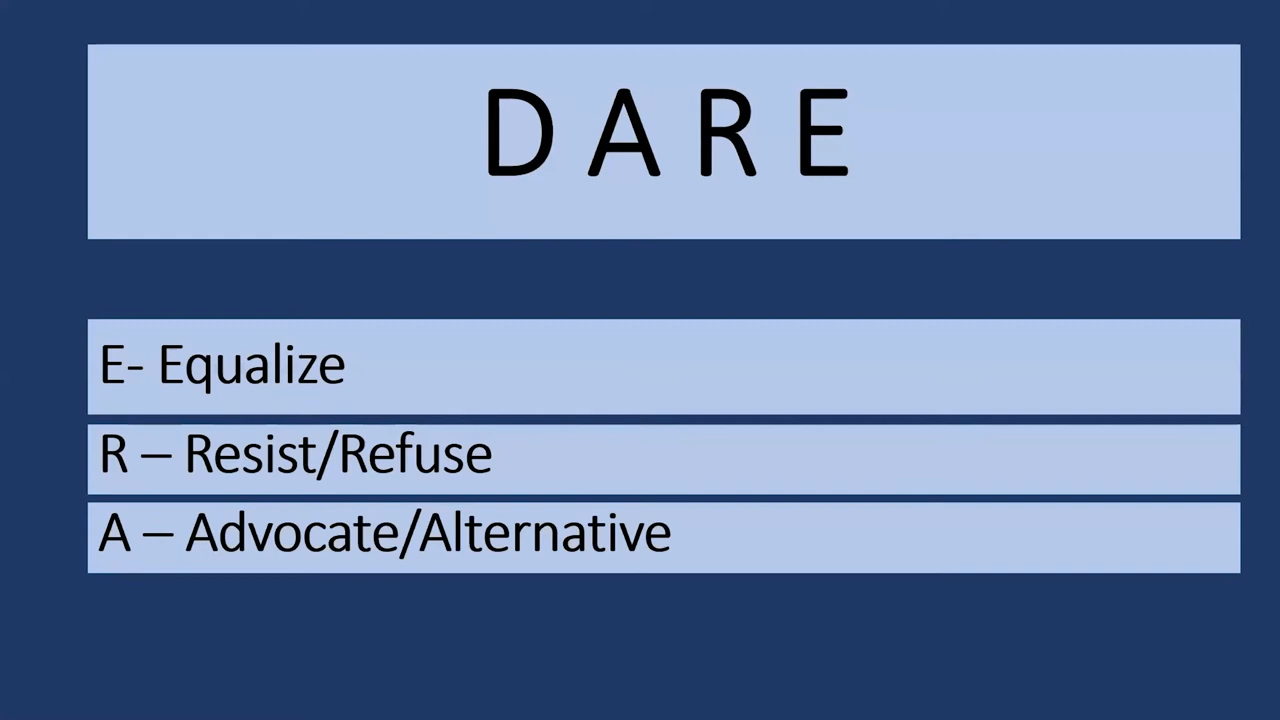 D A R E
E- Equalize
R – Resist/Refuse
A – Advocate/Alternative